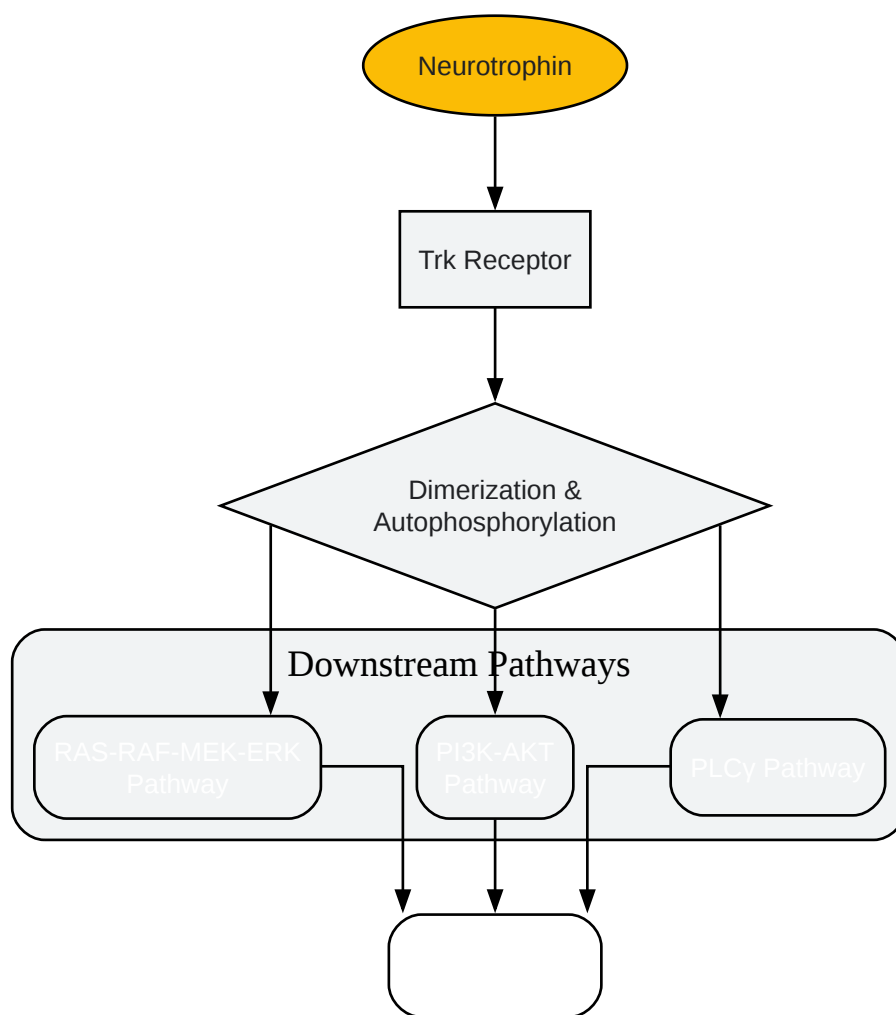 Neurotrophin
Trk Receptor
Dimerization &
Autophosphorylation
Downstream Pathways
RAS-RAF-MEK-ERK
Pathway
PI3K-AKT
Pathway
PLCγ Pathway